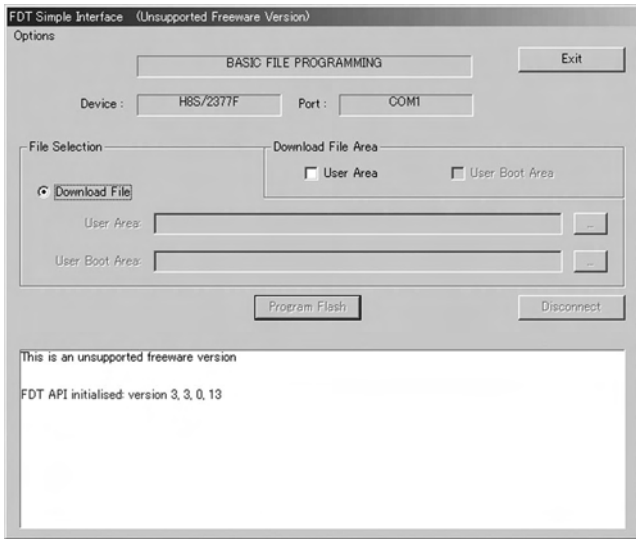 FDT Simple Interface (Unsupported Freeware Version)
Options
BASIC FILE PROGRAMMING
Exit
Device : H8S/2377F Port : COM1
File Selection
Download File Area
User Area User Boot Area
Download File
User Area: ...
User Boot Area: ...
Program Flash Disconnect
This is an unsupported freeware version
FDT API initialised: version 3, 3, 0, 13